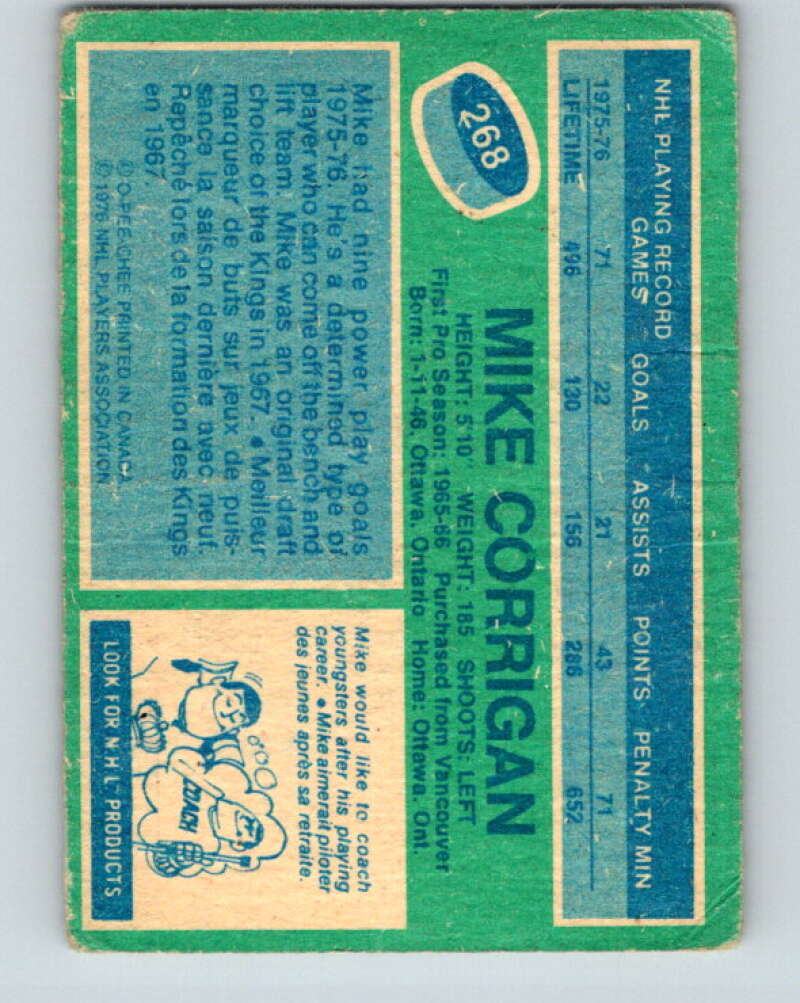 NHL PLAYING RECORD
GAMES GOALS ASSISTS POINTS PENALTY MIN
1975-76 71 22 21 43 71
LIFETIME 496 130 156 286 652
268
MIKE CORRIGAN
HEIGHT: 5'10" WEIGHT: 185 SHOOTS: LEFT
First Pro Season: 1965-66 Purchased from Vancouver
Born: 1-11-46, Ottawa, Ontario Home: Ottawa, Ont.
Mike had nine power play goals
1975-76. He's a determined type of
player who can come off the bench and
lift team. Mike was an original draft
choice of the Kings in 1967. • Meilleur
marqueur de buts sur jeux de puis-
sance la saison dernière avec neuf.
Repêché lors de la formation des Kings
en 1967.
Ⓟ O-PEE-CHEE PRINTED IN CANADA
© 1976 NHL PLAYERS ASSOCIATION
Mike would like to coach
youngsters after his playing
career. • Mike aimerait piloter
des jeunes après sa retraite.
COACH
LOOK FOR NHL PRODUCTS